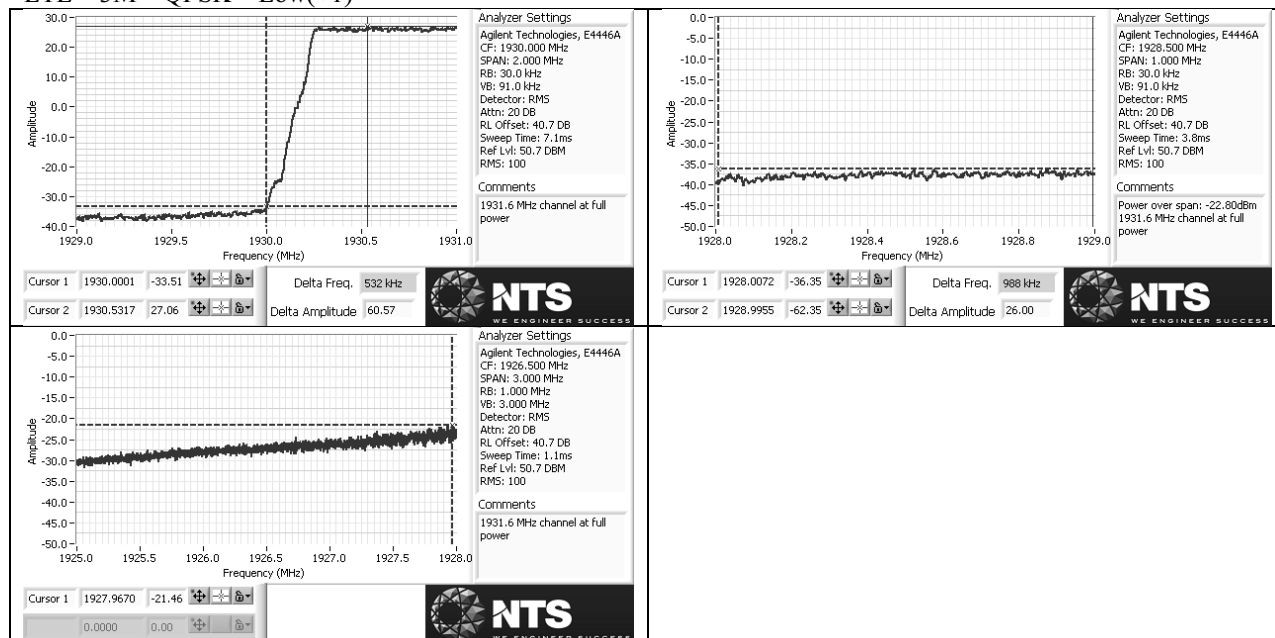 30.0
20.0
10.0
0.0
-10.0
-20.0
-30.0
-40.0
Amplitude
1929.0 1929.5 1930.0 1930.5 1931.0
Frequency (MHz)
Analyzer Settings
Agilent Technologies, E4446A
CF: 1930.000 MHz
SPAN: 2.000 MHz
RB: 30.0 kHz
VB: 91.0 kHz
Detector: RMS
Attn: 20 DB
RL Offset: 40.7 DB
Sweep Time: 7.1ms
Ref Lvl: 50.7 DBM
RMS: 100
Comments
1931.6 MHz channel at full
power
Cursor 1 1930.0001 -33.51
Cursor 2 1930.5317 27.06
Delta Freq. 532 kHz
Delta Amplitude 60.57
NTS
WE ENGINEER SUCCESS
0.0
-5.0
-10.0
-15.0
-20.0
-25.0
-30.0
-35.0
-40.0
-45.0
-50.0
Amplitude
1928.0 1928.2 1928.4 1928.6 1928.8 1929.0
Frequency (MHz)
Analyzer Settings
Agilent Technologies, E4446A
CF: 1928.500 MHz
SPAN: 1.000 MHz
RB: 30.0 kHz
VB: 91.0 kHz
Detector: RMS
Attn: 20 DB
RL Offset: 40.7 DB
Sweep Time: 3.8ms
Ref Lvl: 50.7 DBM
RMS: 100
Comments
Power over span: -22.80dBm
1931.6 MHz channel at full
power
Cursor 1 1928.0072 -36.35
Cursor 2 1928.9955 -62.35
Delta Freq. 988 kHz
Delta Amplitude 26.00
NTS
WE ENGINEER SUCCESS
0.0
-5.0
-10.0
-15.0
-20.0
-25.0
-30.0
-35.0
-40.0
-45.0
-50.0
Amplitude
1925.0 1925.5 1926.0 1926.5 1927.0 1927.5 1928.0
Frequency (MHz)
Analyzer Settings
Agilent Technologies, E4446A
CF: 1926.500 MHz
SPAN: 3.000 MHz
RB: 1.000 MHz
VB: 3.000 MHz
Detector: RMS
Attn: 20 DB
RL Offset: 40.7 DB
Sweep Time: 1.1ms
Ref Lvl: 50.7 DBM
RMS: 100
Comments
1931.6 MHz channel at full
power
Cursor 1 1927.9670 -21.46
0.0000 0.00
NTS